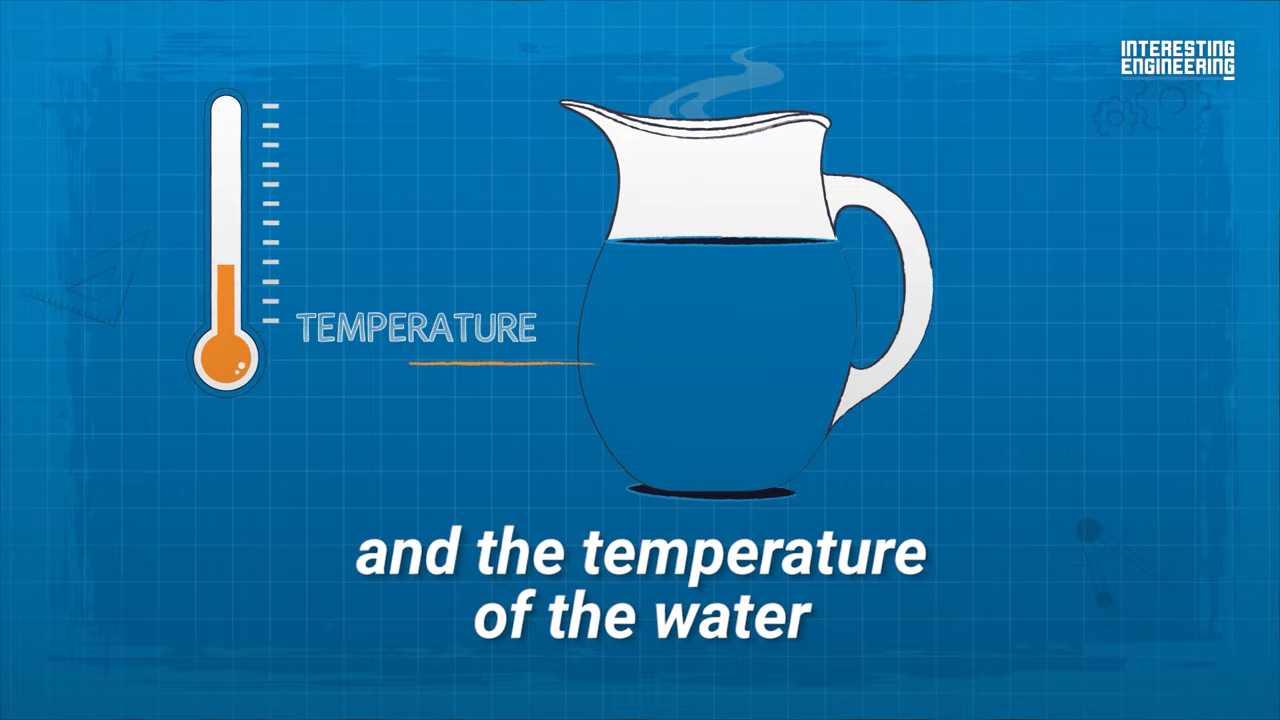 INTERESTING
ENGINEERING
TEMPERATURE
and the temperature
of the water